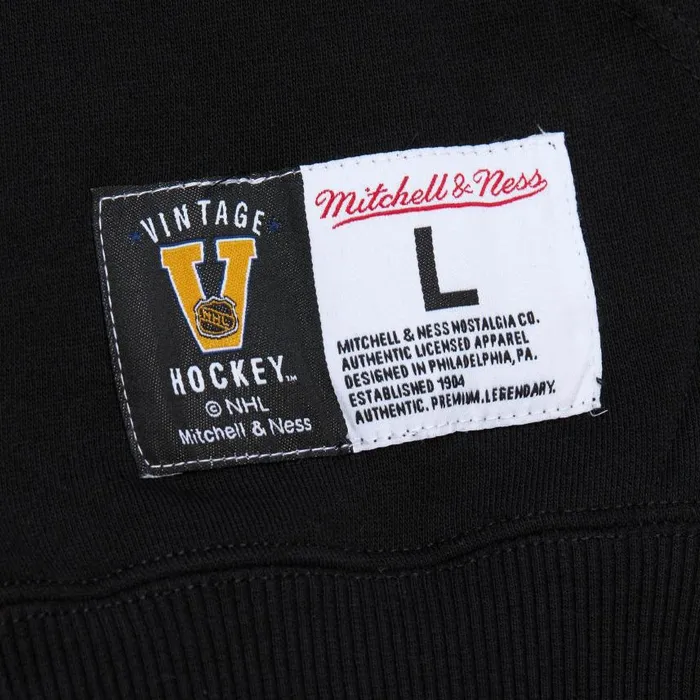 VINTAGE
V
NHL
HOCKEY™
© NHL
Mitchell & Ness
Mitchell & Ness
L
MITCHELL & NESS NOSTALGIA CO.
AUTHENTIC LICENSED APPAREL
DESIGNED IN PHILADELPHIA, PA.
ESTABLISHED 1904
AUTHENTIC. PREMIUM. LEGENDARY.